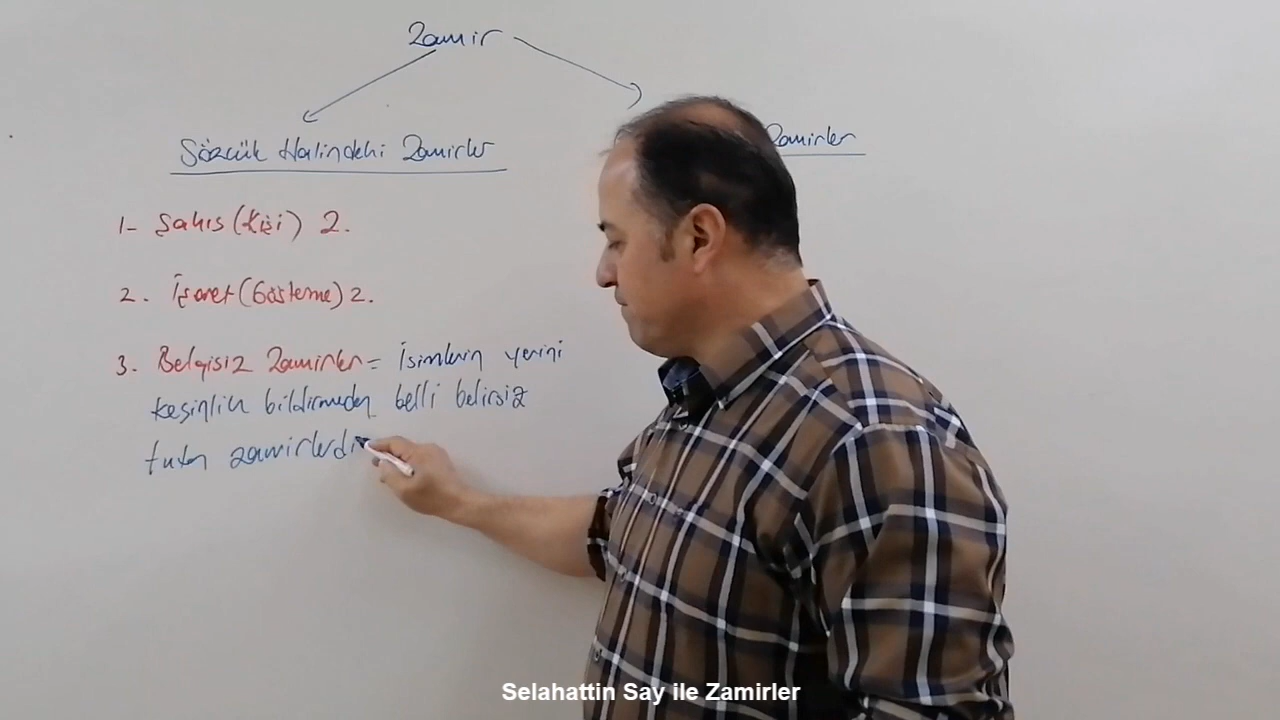 Zamir
Sözcük Halindeki Zamirler
Zamirler
1- Şahıs (Kişi) Z.
2. İşaret (Gösterme) Z.
3. Belgisiz Zamirler = İsimlerin yerini
kesinlik bildirmeden belli belirsiz
tutan zamirlerdi
Selahattin Say ile Zamirler